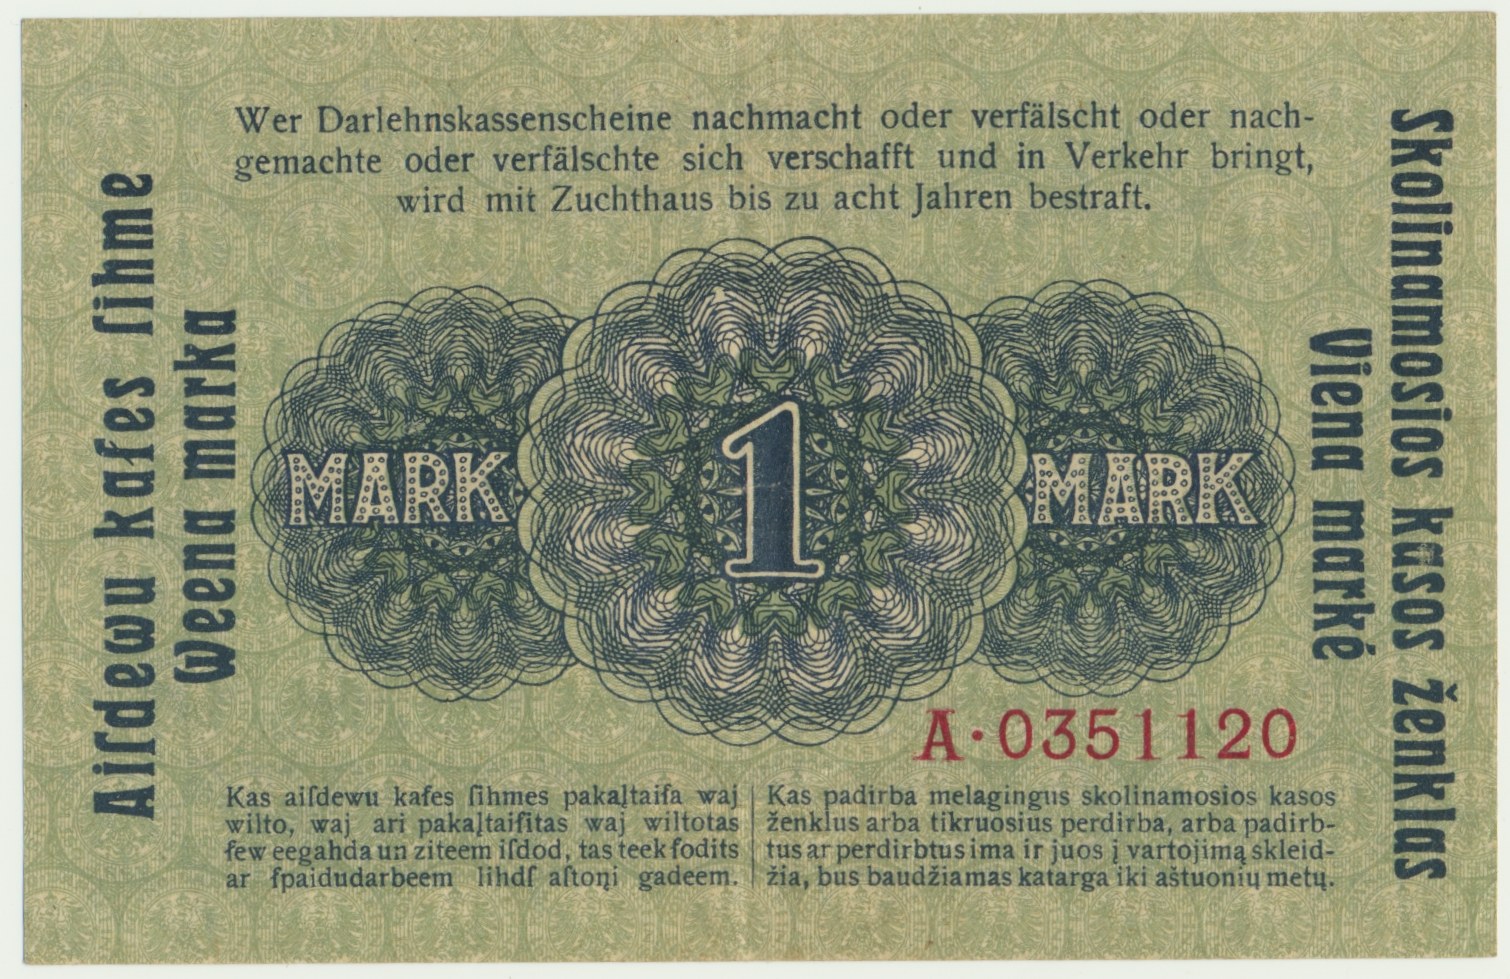 Wer Darlehnskassenscheine nachmacht oder verfälscht oder nach-
gemachte oder verfälschte sich verschafft und in Verkehr bringt,
wird mit Zuchthaus bis zu acht Jahren bestraft.
Aiſdewu kaſes ſihme
Weena marka
MARK
1
MARK
Skolinamosios kasos ženklas
Viena markė
A·0351120
Kas aiſdewu kaſes ſihmes pakaļtaiſa waj
wilto, waj ari pakaļtaiſitas waj wiltotas
ſew eegahda un ziteem iſdod, tas teek ſodits
ar ſpaidudarbeem lihdſ aſtoņi gadeem.
Kas padirba melagingus skolinamosios kasos
ženklus arba tikruosius perdirba, arba padirb-
tus ar perdirbtus ima ir juos į vartojimą skleid-
žia, bus baudžiamas katarga iki aštuonių metų.